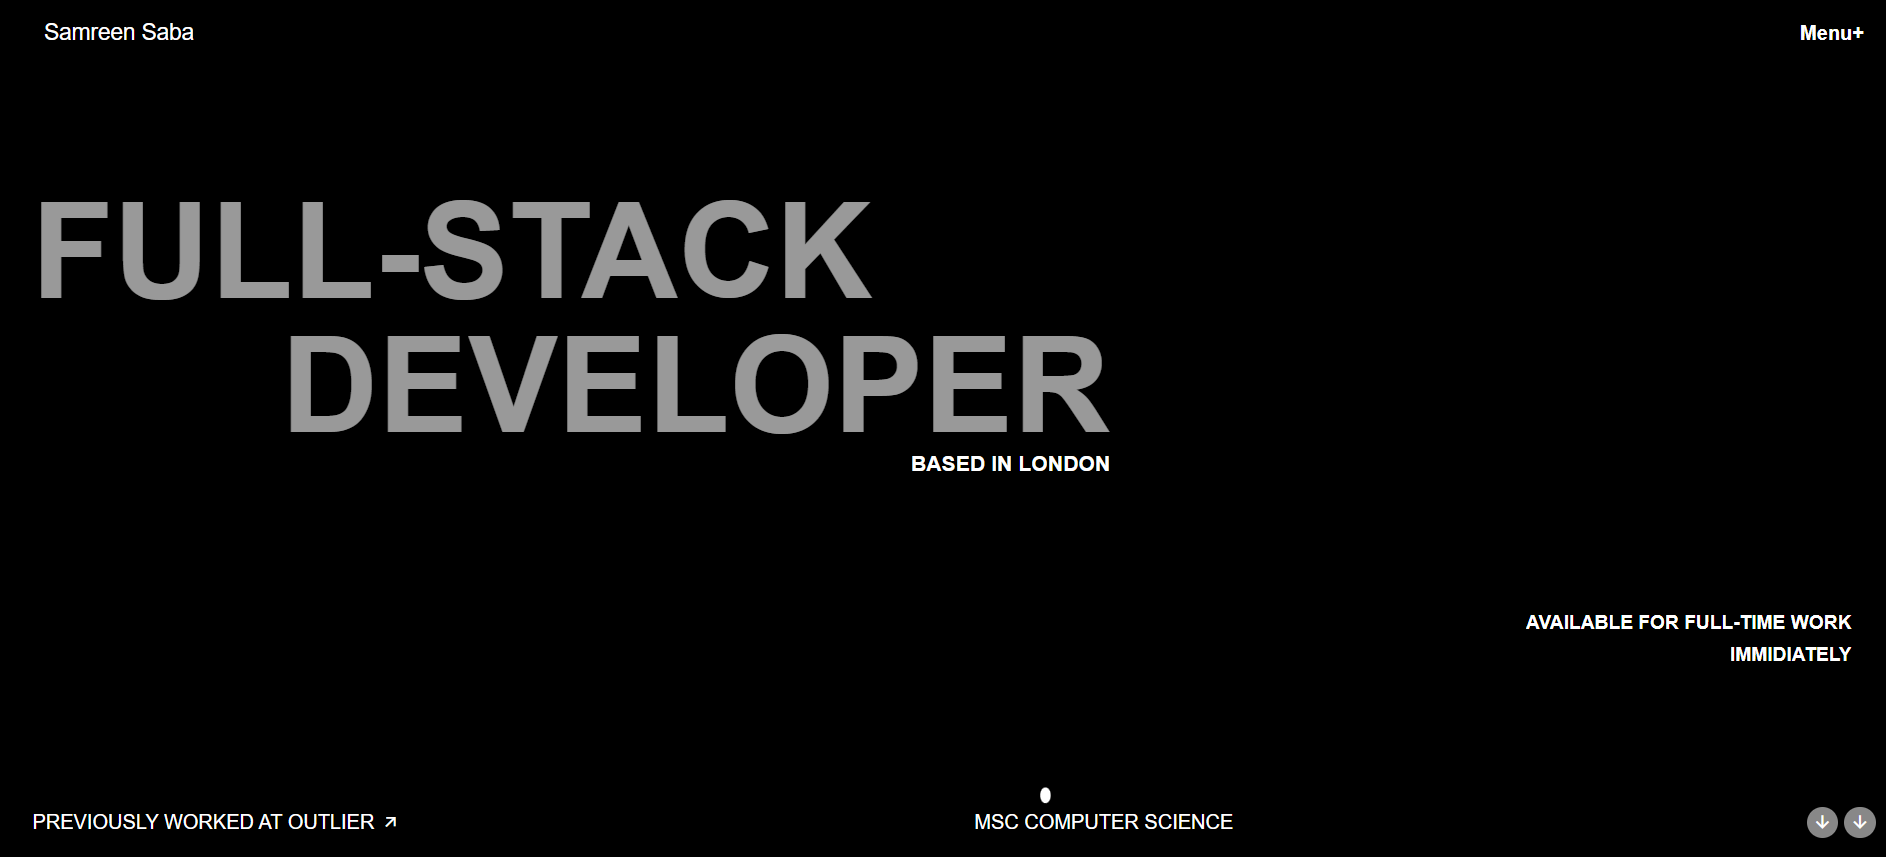 Samreen Saba
Menu+
FULL-STACK
DEVELOPER
BASED IN LONDON
AVAILABLE FOR FULL-TIME WORK
IMMIDIATELY
PREVIOUSLY WORKED AT OUTLIER
MSC COMPUTER SCIENCE